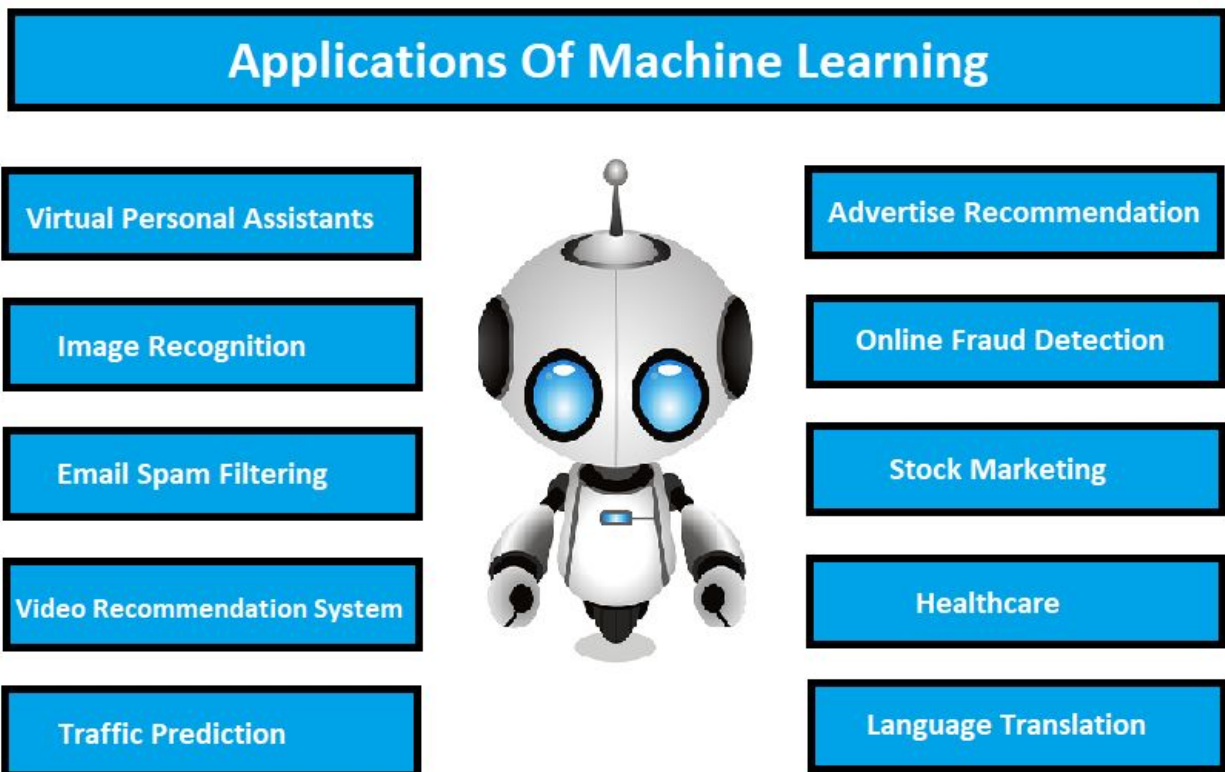 Applications Of Machine Learning
Virtual Personal Assistants
Image Recognition
Email Spam Filtering
Video Recommendation System
Traffic Prediction
Advertise Recommendation
Online Fraud Detection
Stock Marketing
Healthcare
Language Translation